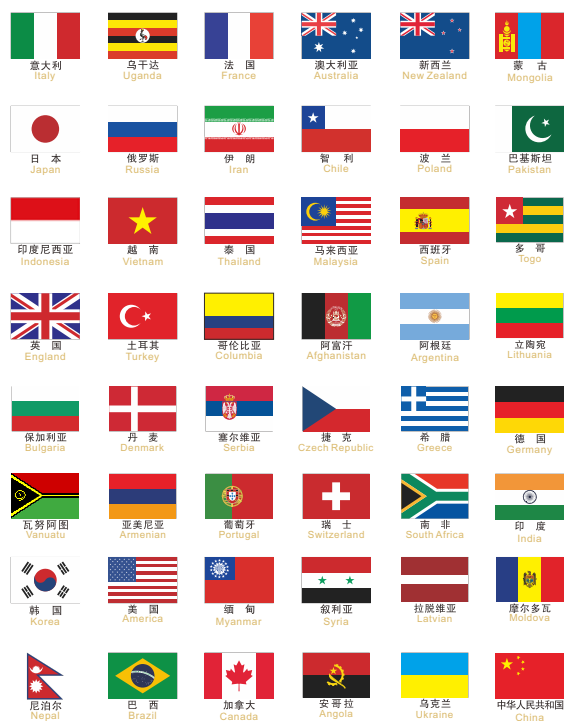 意大利 乌干达 法 国 澳大利亚 新西兰 蒙 古
Italy Uganda France Australia New Zealand Mongolia
日 本 俄罗斯 伊 朗 智 利 波 兰 巴基斯坦
Japan Russia Iran Chile Poland Pakistan
印度尼西亚 越 南 泰 国 马来西亚 西班牙 多 哥
Indonesia Vietnam Thailand Malaysia Spain Togo
英 国 土耳其 哥伦比亚 阿富汗 阿根廷 立陶宛
England Turkey Columbia Afghanistan Argentina Lithuania
保加利亚 丹 麦 塞尔维亚 捷 克 希 腊 德 国
Bulgaria Denmark Serbia Czech Republic Greece Germany
瓦努阿图 亚美尼亚 葡萄牙 瑞 士 南 非 印 度
Vanuatu Armenian Portugal Switzerland South Africa India
韩 国 美 国 缅 甸 叙利亚 拉脱维亚 摩尔多瓦
Korea America Myanmar Syria Latvian Moldova
尼泊尔 巴 西 加拿大 安哥拉 乌克兰 中华人民共和国
Nepal Brazil Canada Angola Ukraine China